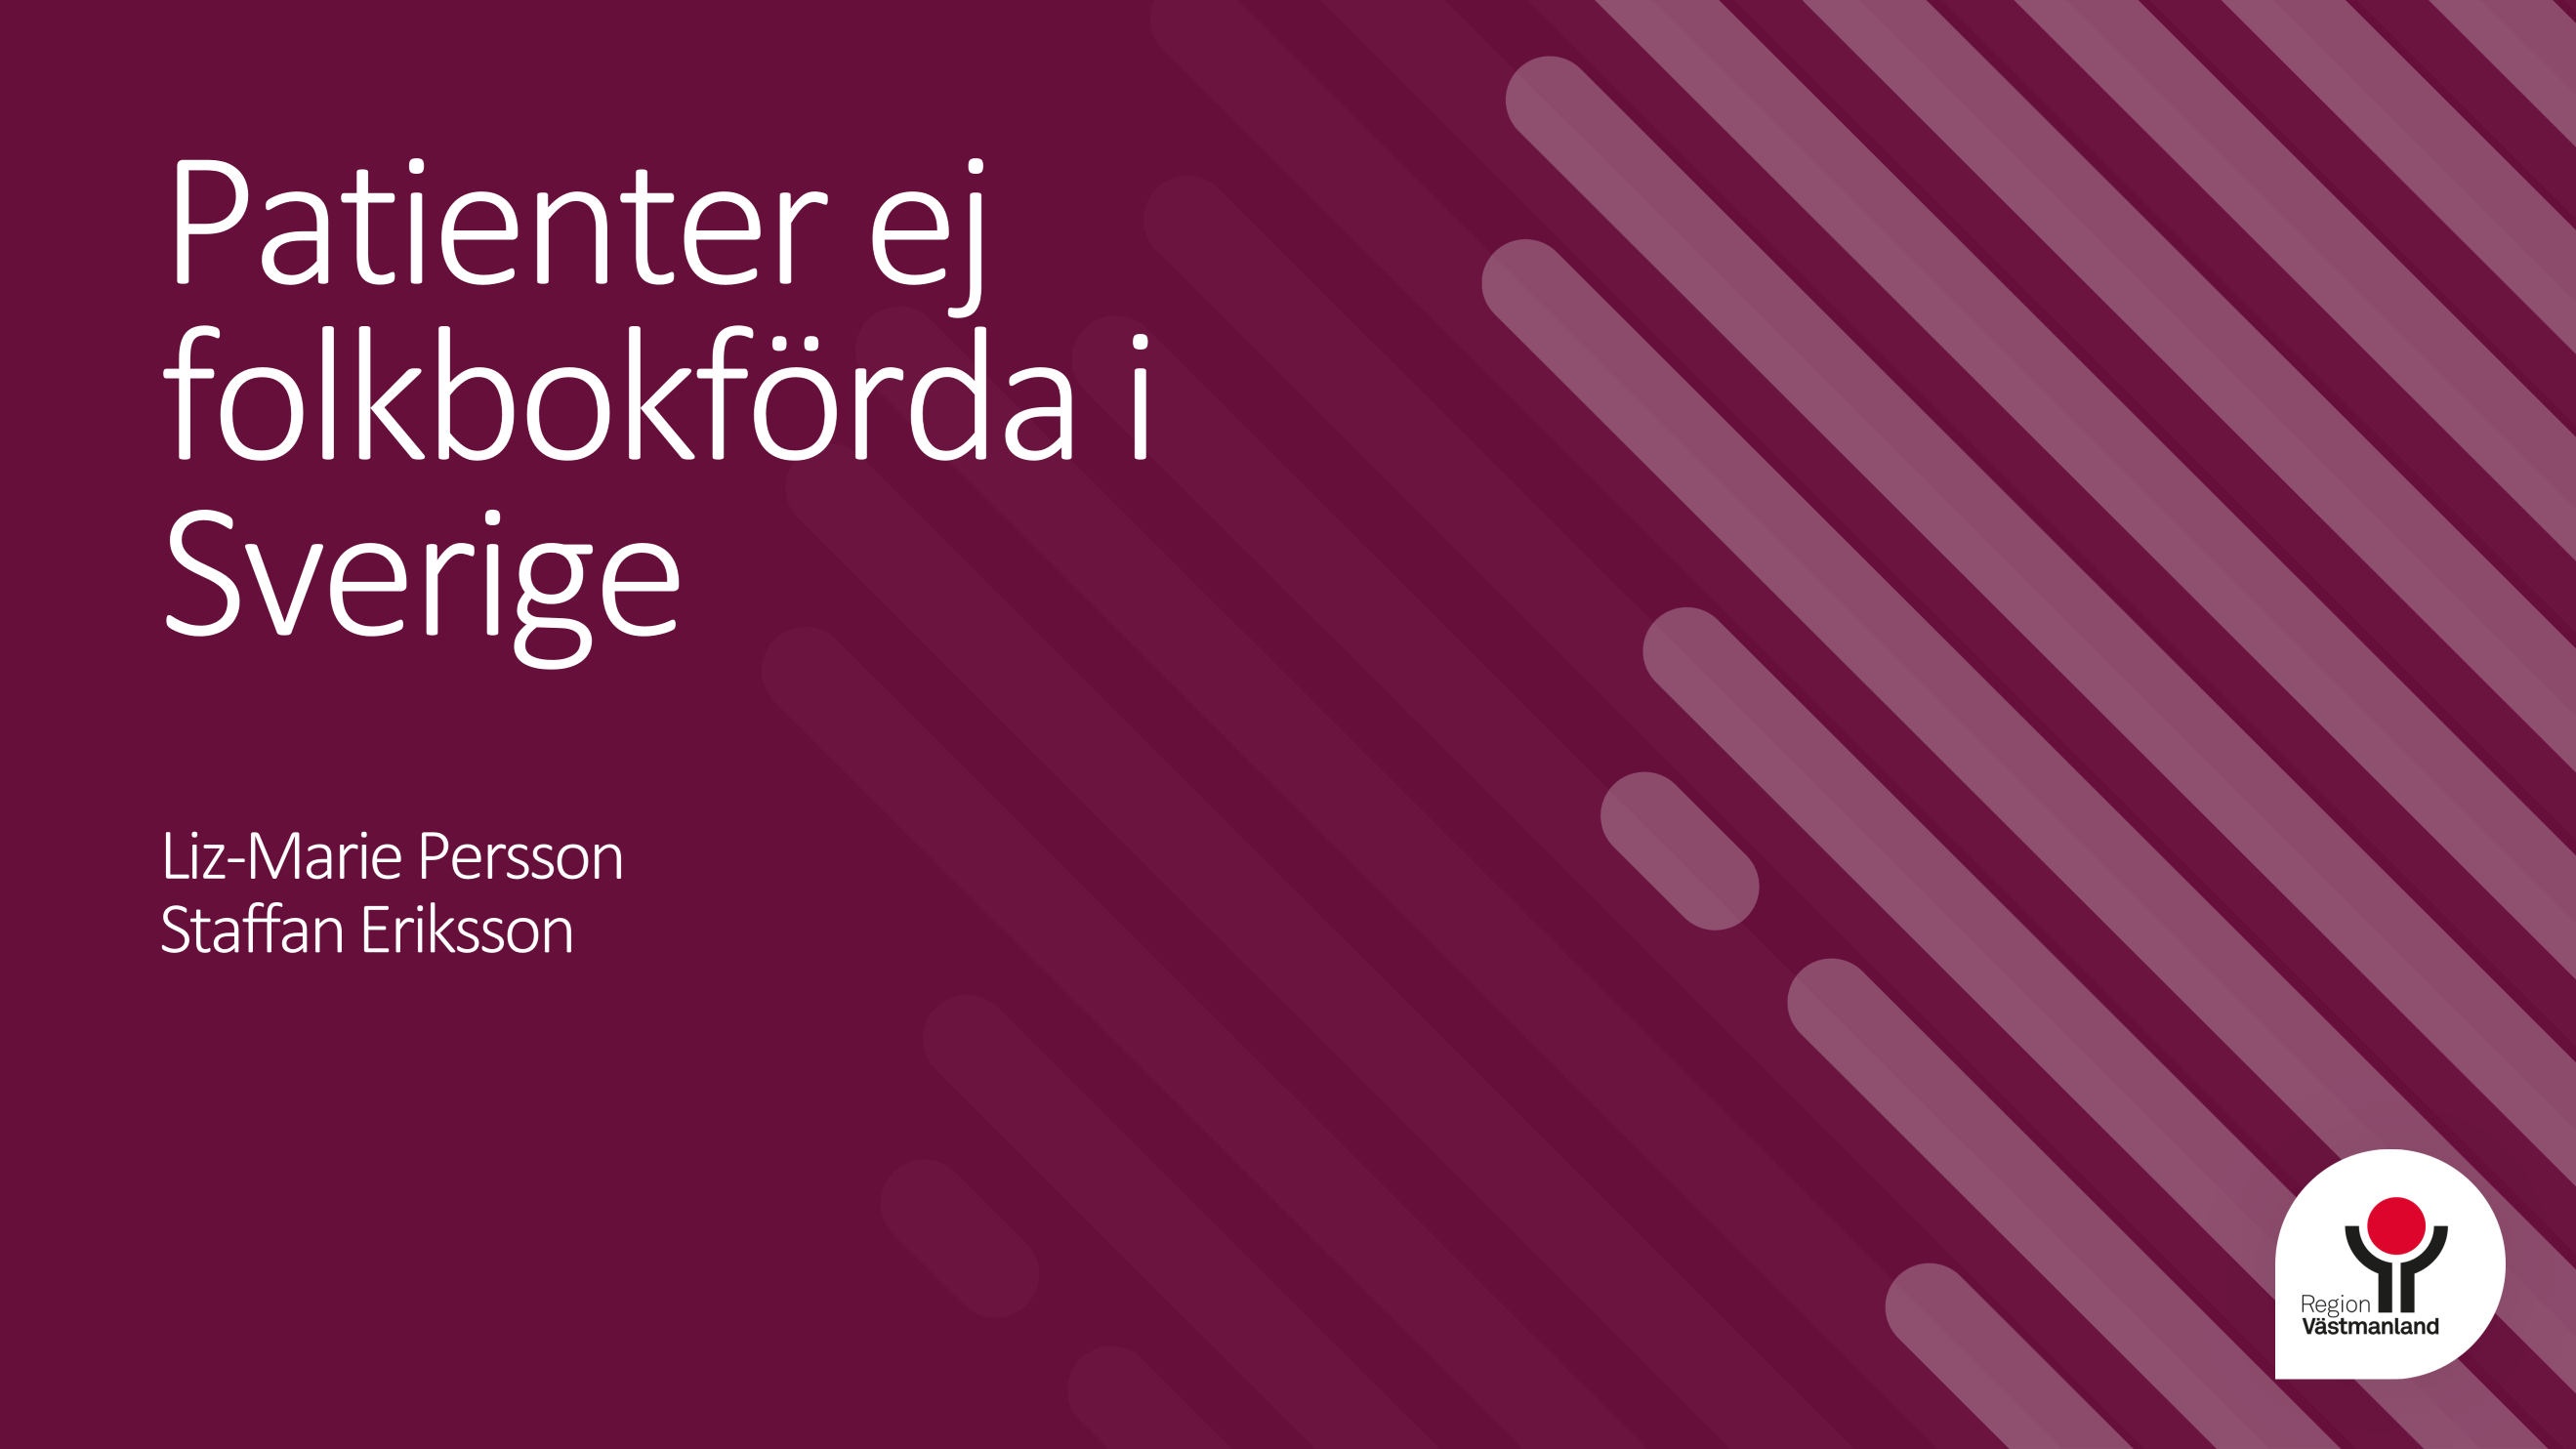 Patienter ej
folkbokförda i
Sverige
Liz-Marie Persson
Staffan Eriksson
Region
Västmanland